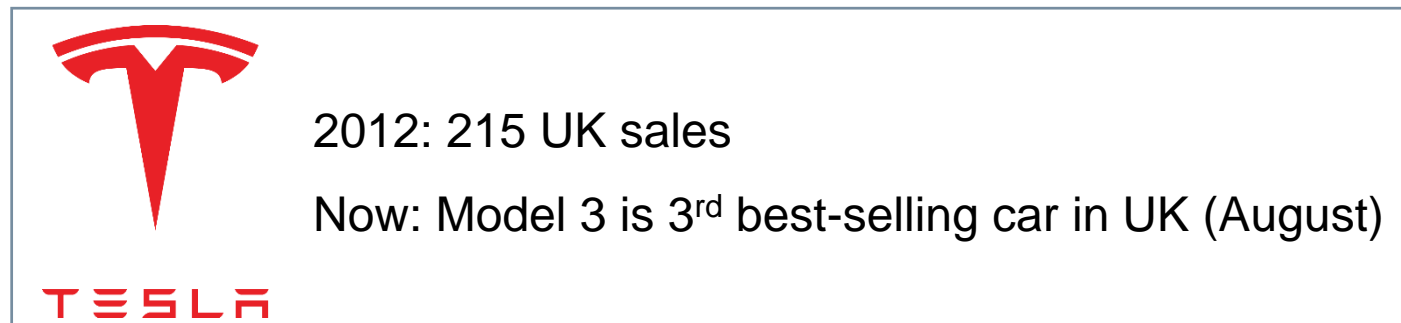 2012: 215 UK sales
Now: Model 3 is 3rd best-selling car in UK (August)
TESLA